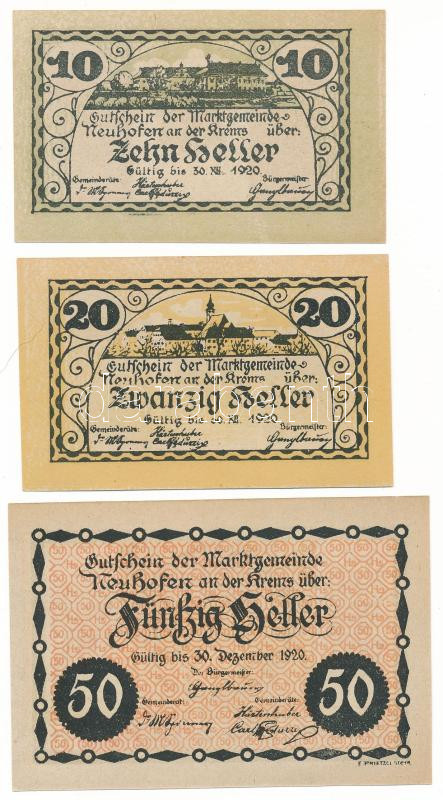 10 10
Gutschein der Marktgemeinde
Neuhofen an der Krems über:
Zehn Heller
Gültig bis 30. XII. 1920.
Gemeinderäte: Bürgermeister:
20 20
Gutschein der Marktgemeinde
Neuhofen an der Krems über:
Zwanzig Heller
Gültig bis 30. XII. 1920.
Gemeinderäte: Bürgermeister:
Gutschein der Marktgemeinde
Neuhofen an der Krems über:
Fünfzig Heller
Gültig bis 30. Dezember 1920.
Der Bürgermeister:
Gemeinderat: Gemeinderäte:
50 50